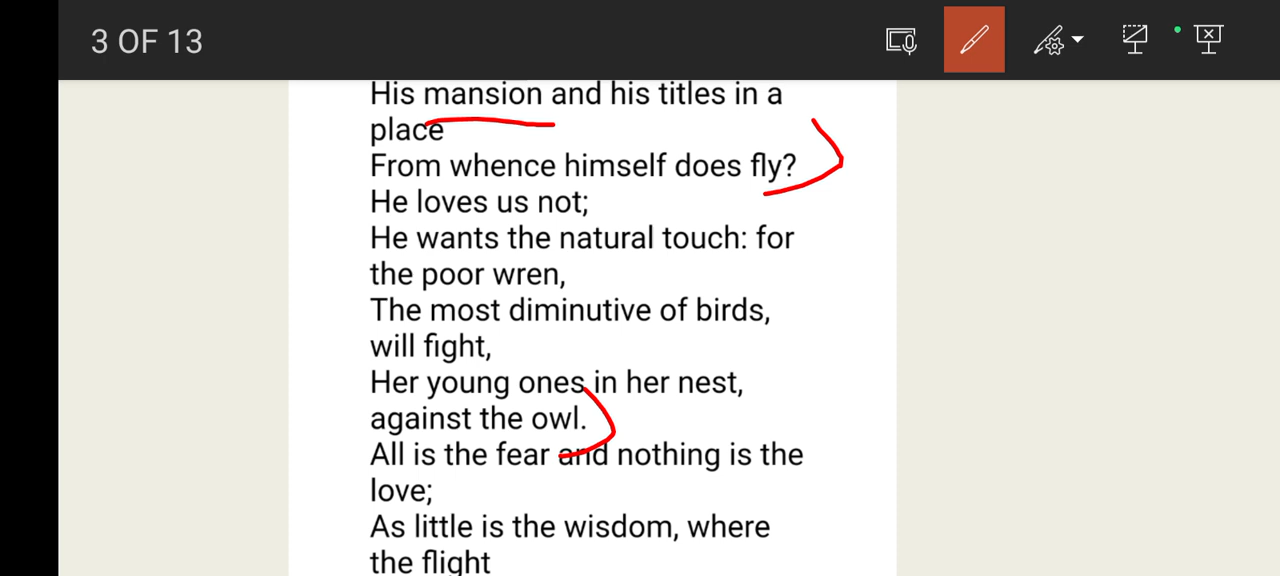 3 OF 13
His mansion and his titles in a
place
From whence himself does fly?
He loves us not;
He wants the natural touch: for
the poor wren,
The most diminutive of birds,
will fight,
Her young ones in her nest,
against the owl.
All is the fear and nothing is the
love;
As little is the wisdom, where
the flight